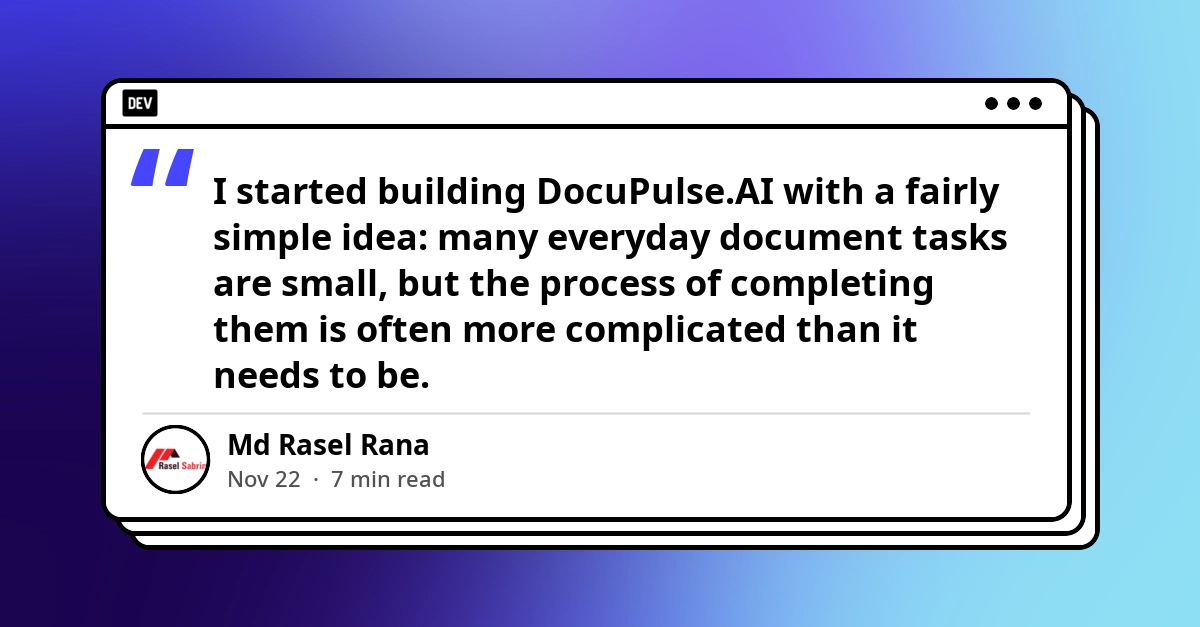 DEV
“
I started building DocuPulse.AI with a fairly
simple idea: many everyday document tasks
are small, but the process of completing
them is often more complicated than it
needs to be.
Rasel Sabrin
Md Rasel Rana
Nov 22 · 7 min read